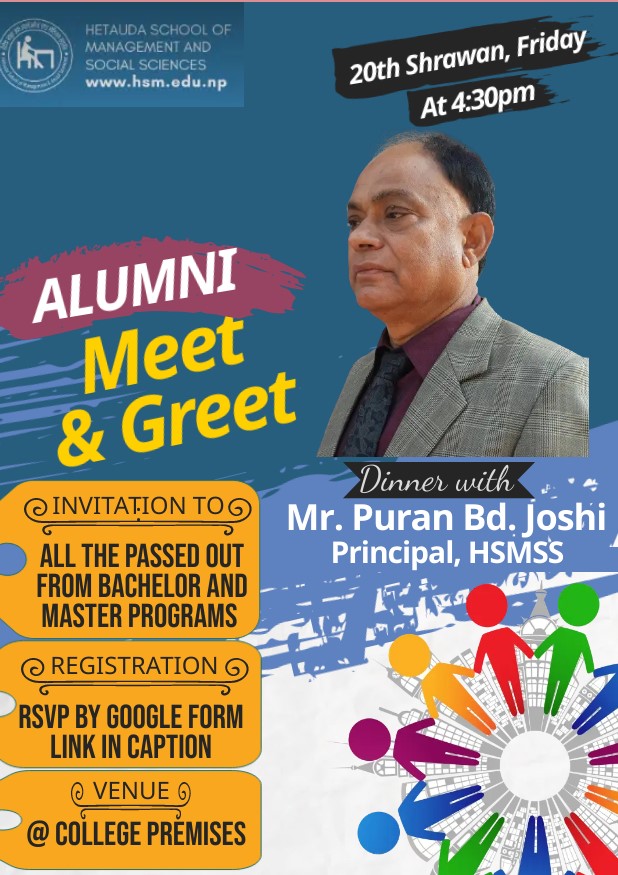 HETAUDA SCHOOL OF
MANAGEMENT AND
SOCIAL SCIENCES
www.hsm.edu.np
20th Shrawan, Friday
At 4:30pm
ALUMNI
Meet
& Greet
Dinner with
Mr. Puran Bd. Joshi
Principal, HSMSS
INVITATION TO
ALL THE PASSED OUT
FROM BACHELOR AND
MASTER PROGRAMS
REGISTRATION
RSVP BY GOOGLE FORM
LINK IN CAPTION
VENUE
@ COLLEGE PREMISES